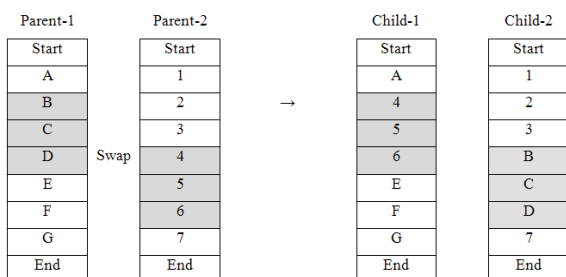 Parent-1 Parent-2 Child-1 Child-2
Start Start Start Start
A 1 A 1
B 2 → 4 2
C 3 5 3
D Swap 4 6 B
E 5 E C
F 6 F D
G 7 G 7
End End End End